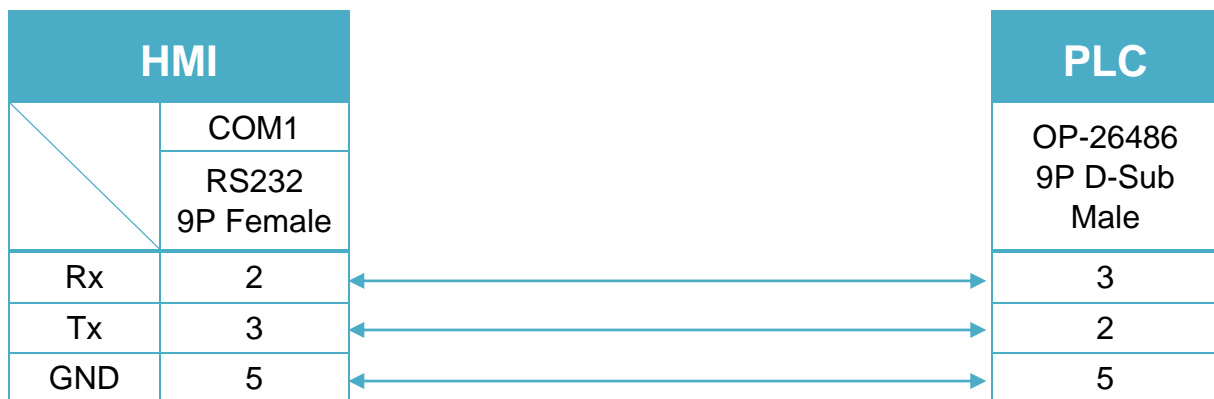 HMI
PLC
COM1
RS232
9P Female
OP-26486
9P D-Sub
Male
Rx 2 3
Tx 3 2
GND 5 5